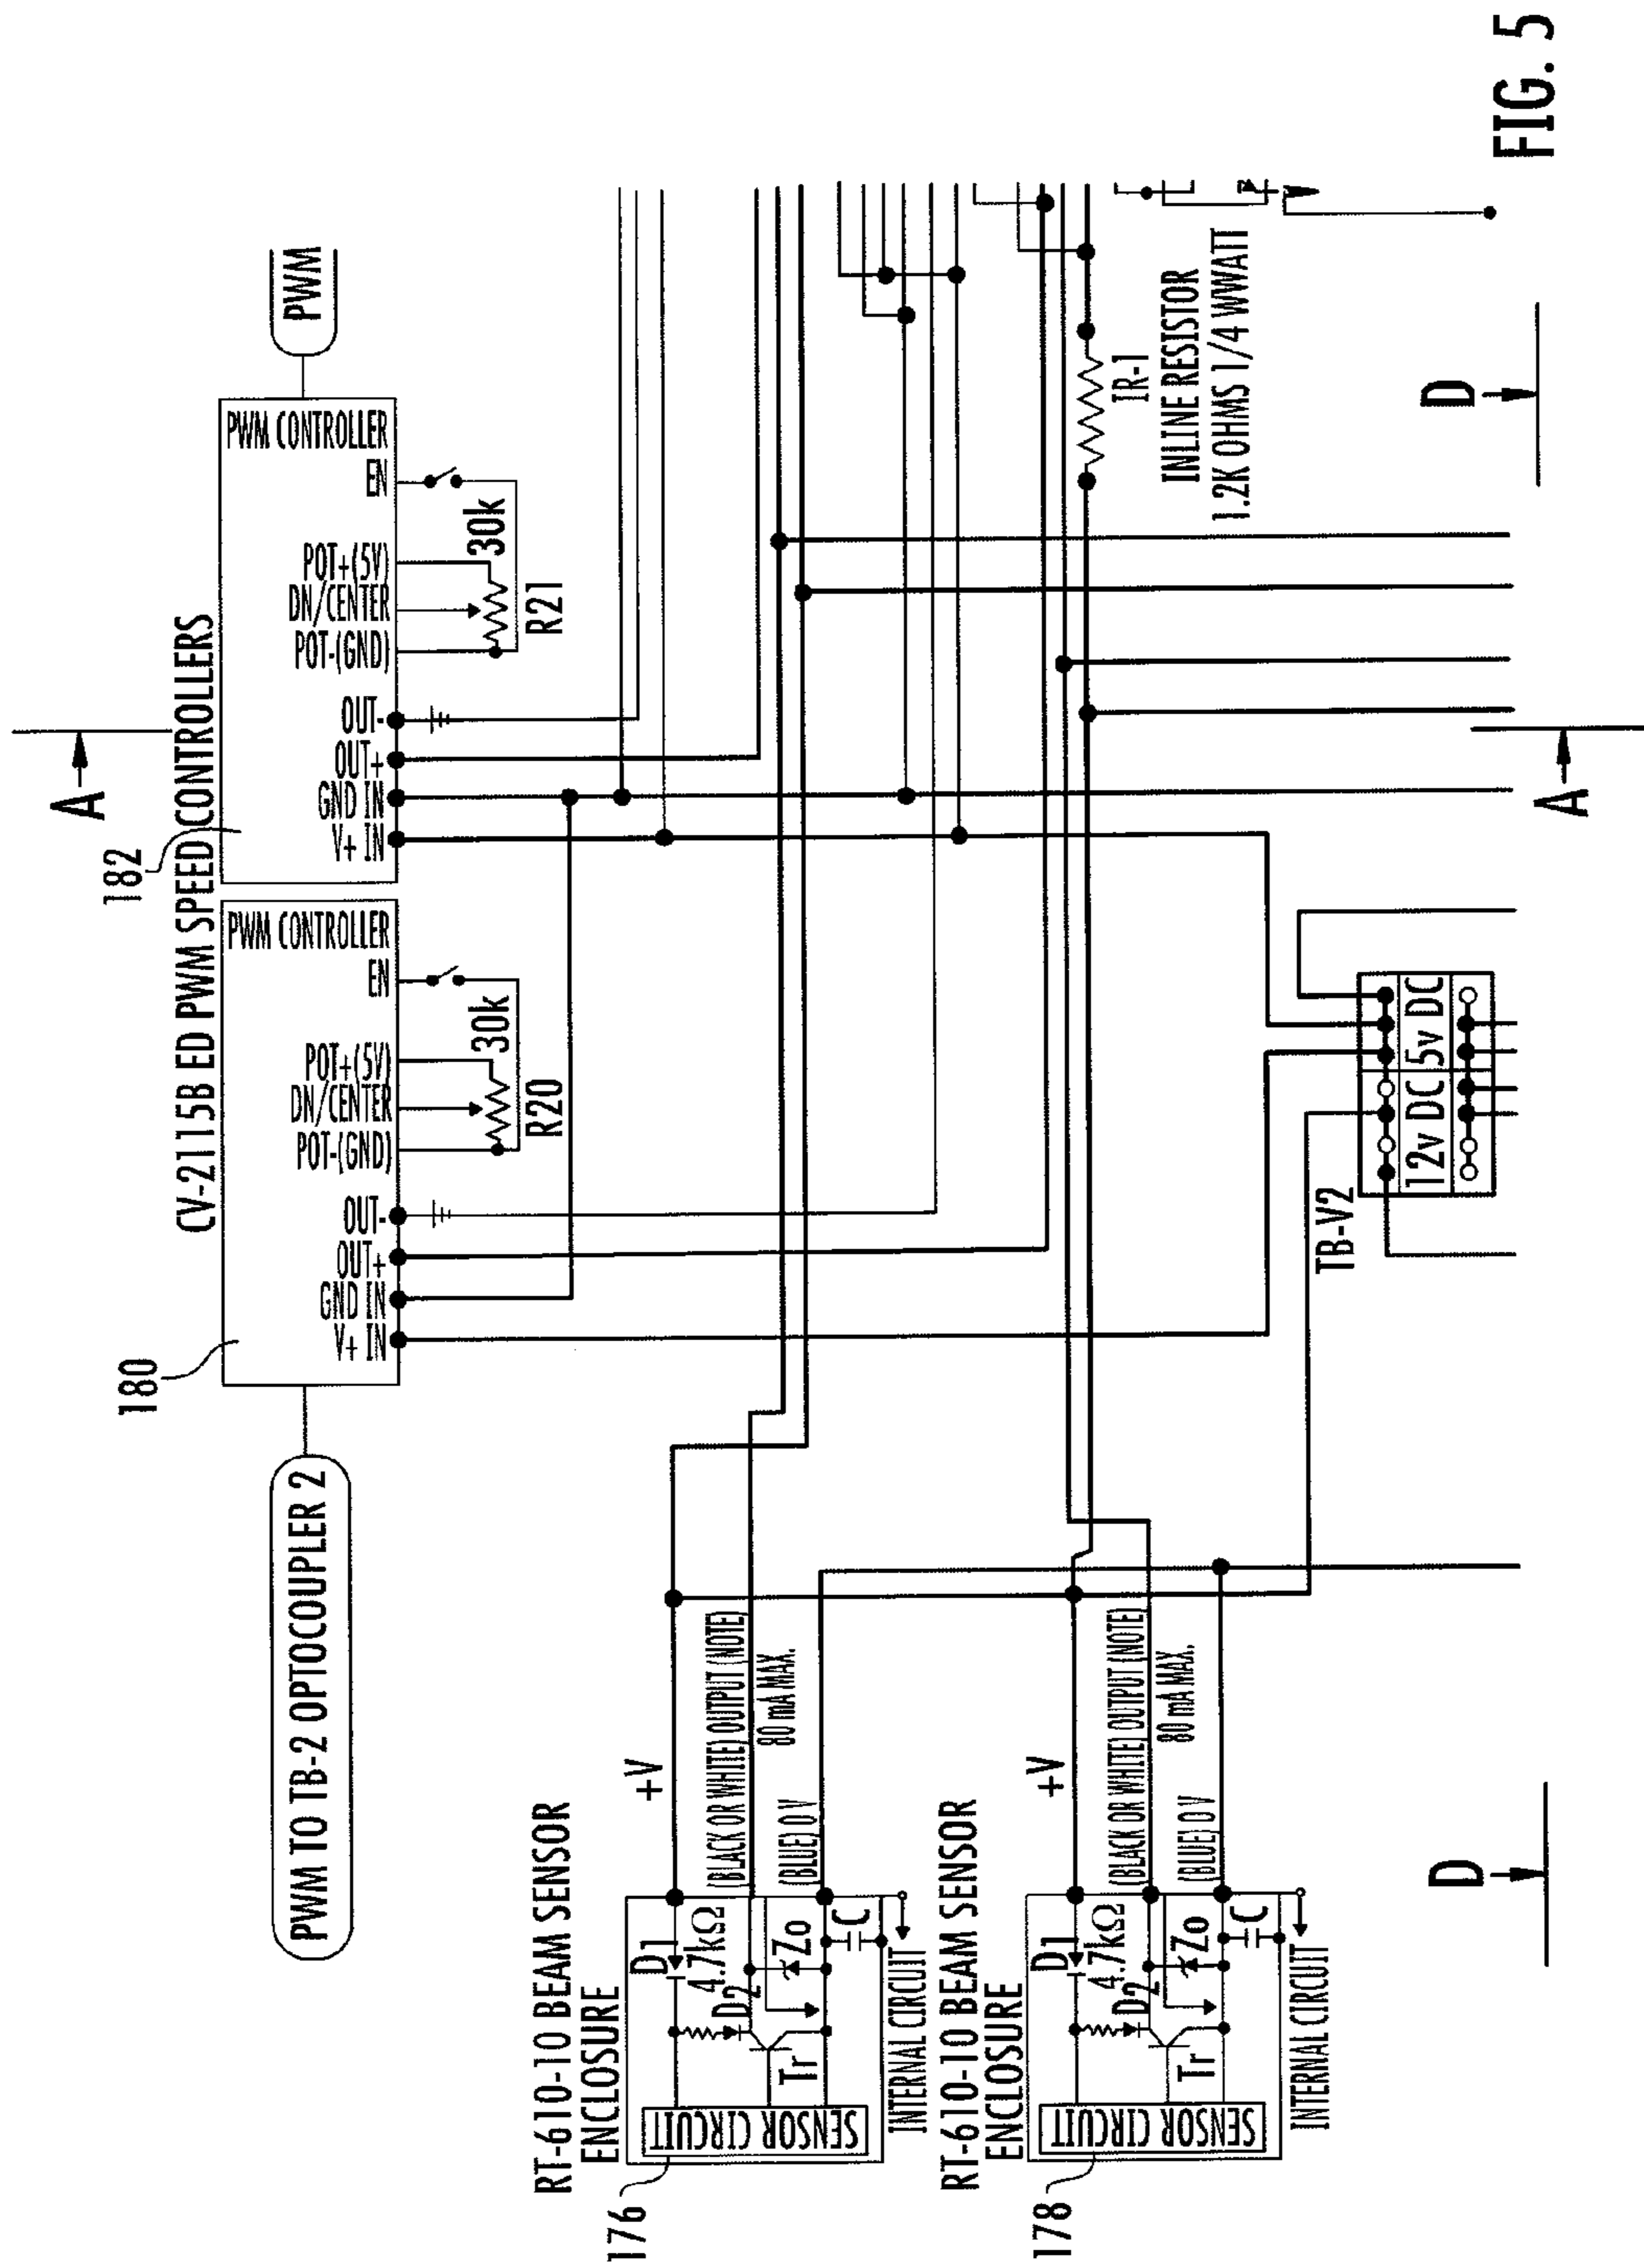 PWM TO TB-2 OPTOCOUPLER 2
180
CV-2115B ED PWM SPEED CONTROLLERS
182
A
PWM
PWM CONTROLLER
V+ IN
GND IN
OUT+
OUT-
POT-(GND)
DN/CENTER
POT+(5V)
EN
R20
30k
PWM CONTROLLER
V+ IN
GND IN
OUT+
OUT-
POT-(GND)
DN/CENTER
POT+(5V)
EN
R21
30k
RT-610-10 BEAM SENSOR
ENCLOSURE
176
SENSOR CIRCUIT
D1
4.7kΩ
D2
Tr
Zo
C
INTERNAL CIRCUIT
+V
(BLACK OR WHITE) OUTPUT (NOTE)
80 mA MAX.
(BLUE) 0 V
RT-610-10 BEAM SENSOR
ENCLOSURE
178
SENSOR CIRCUIT
D1
4.7kΩ
D2
Tr
Zo
C
INTERNAL CIRCUIT
+V
(BLACK OR WHITE) OUTPUT (NOTE)
80 mA MAX.
(BLUE) 0 V
IR-1
INLINE RESISTOR
1.2K OHMS 1/4 WWATT
TB-V2
12v DC
5v DC
D
A
D
FIG. 5